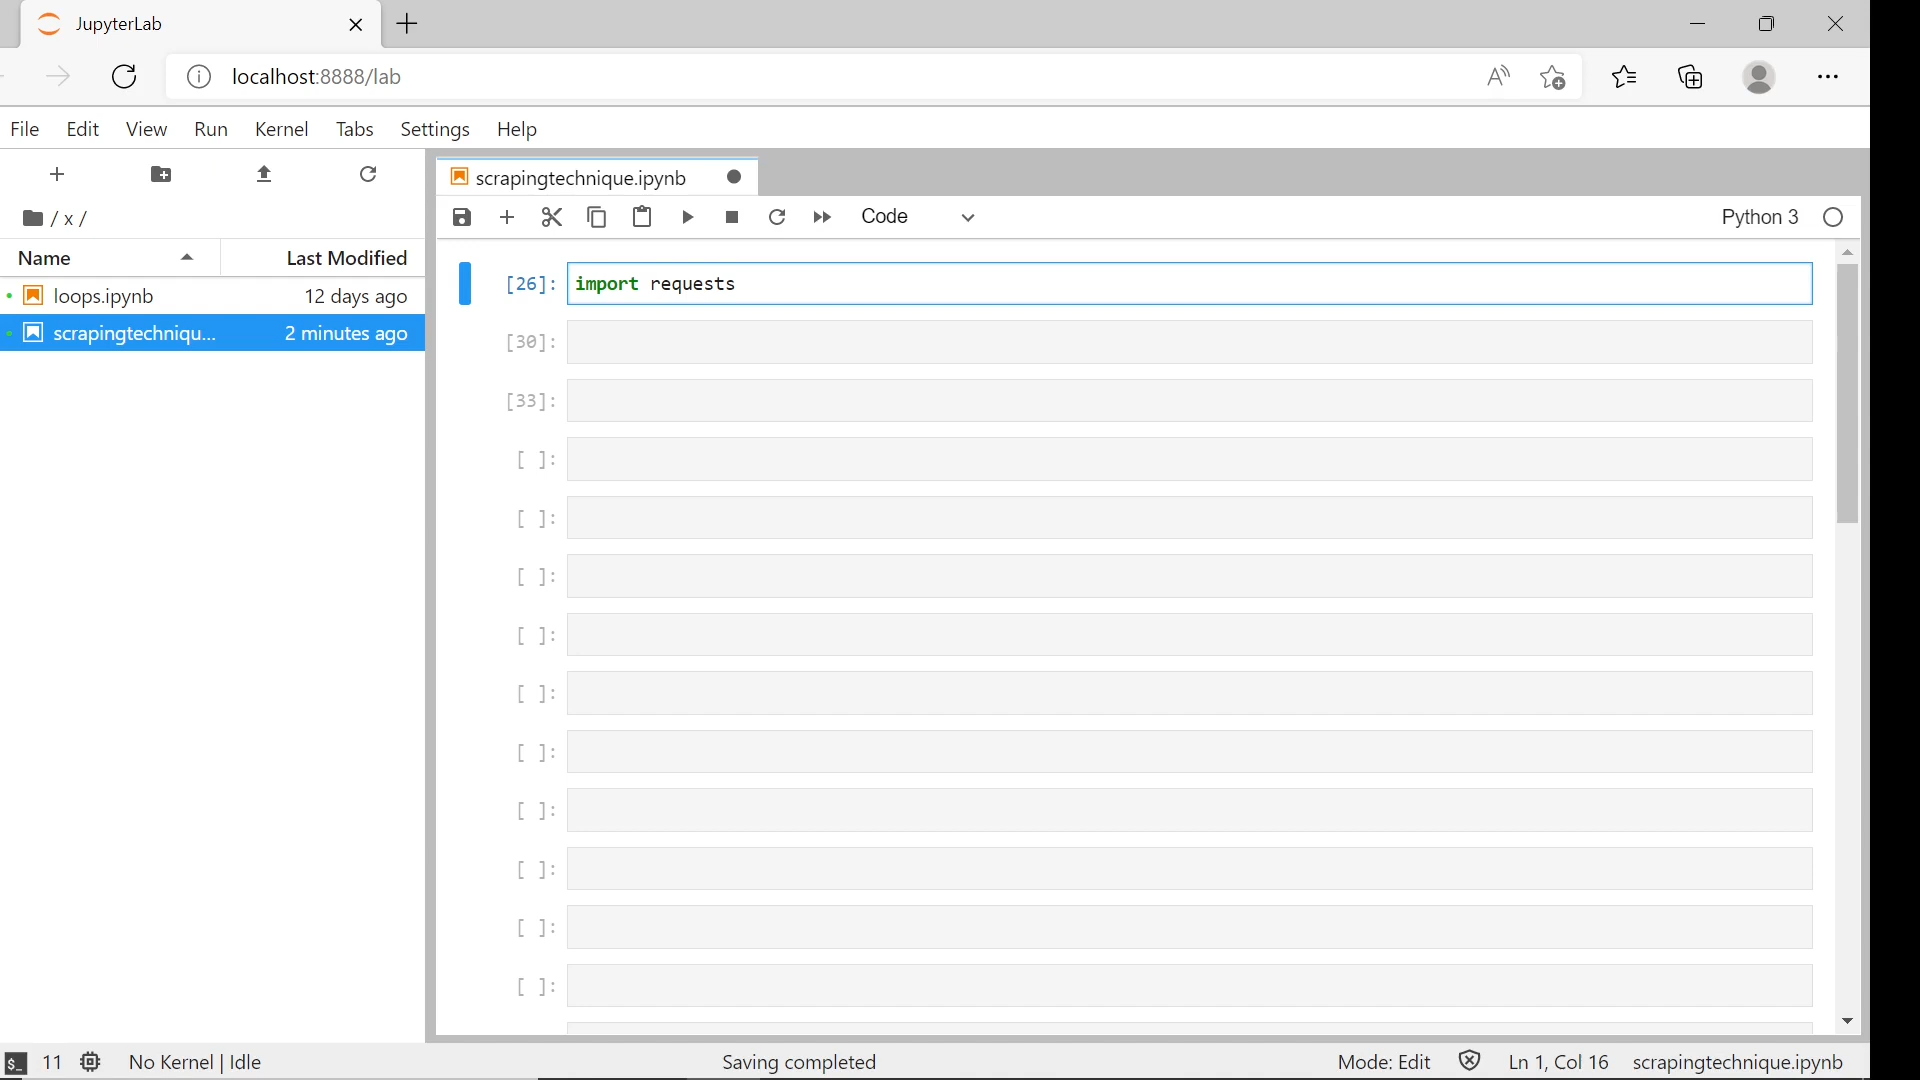 JupyterLab
localhost:8888/lab
File Edit View Run Kernel Tabs Settings Help
/ x /
Name Last Modified
loops.ipynb 12 days ago
scrapingtechniqu... 2 minutes ago
scrapingtechnique.ipynb
Code
Python 3
[26]: import requests
[30]:
[33]:
[ ]:
[ ]:
[ ]:
[ ]:
[ ]:
[ ]:
[ ]:
[ ]:
[ ]:
[ ]:
$_ 11 No Kernel | Idle Saving completed Mode: Edit Ln 1, Col 16 scrapingtechnique.ipynb